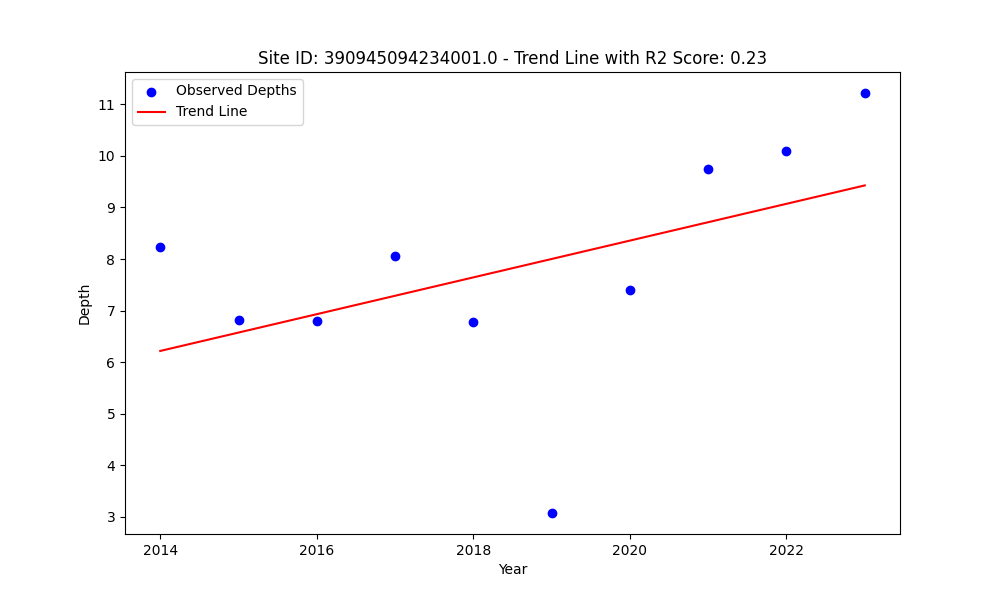 Site ID: 390945094234001.0 - Trend Line with R2 Score: 0.23
Observed Depths
Trend Line
11
10
9
8
7
6
5
4
3
Depth
2014
2016
2018
2020
2022
Year